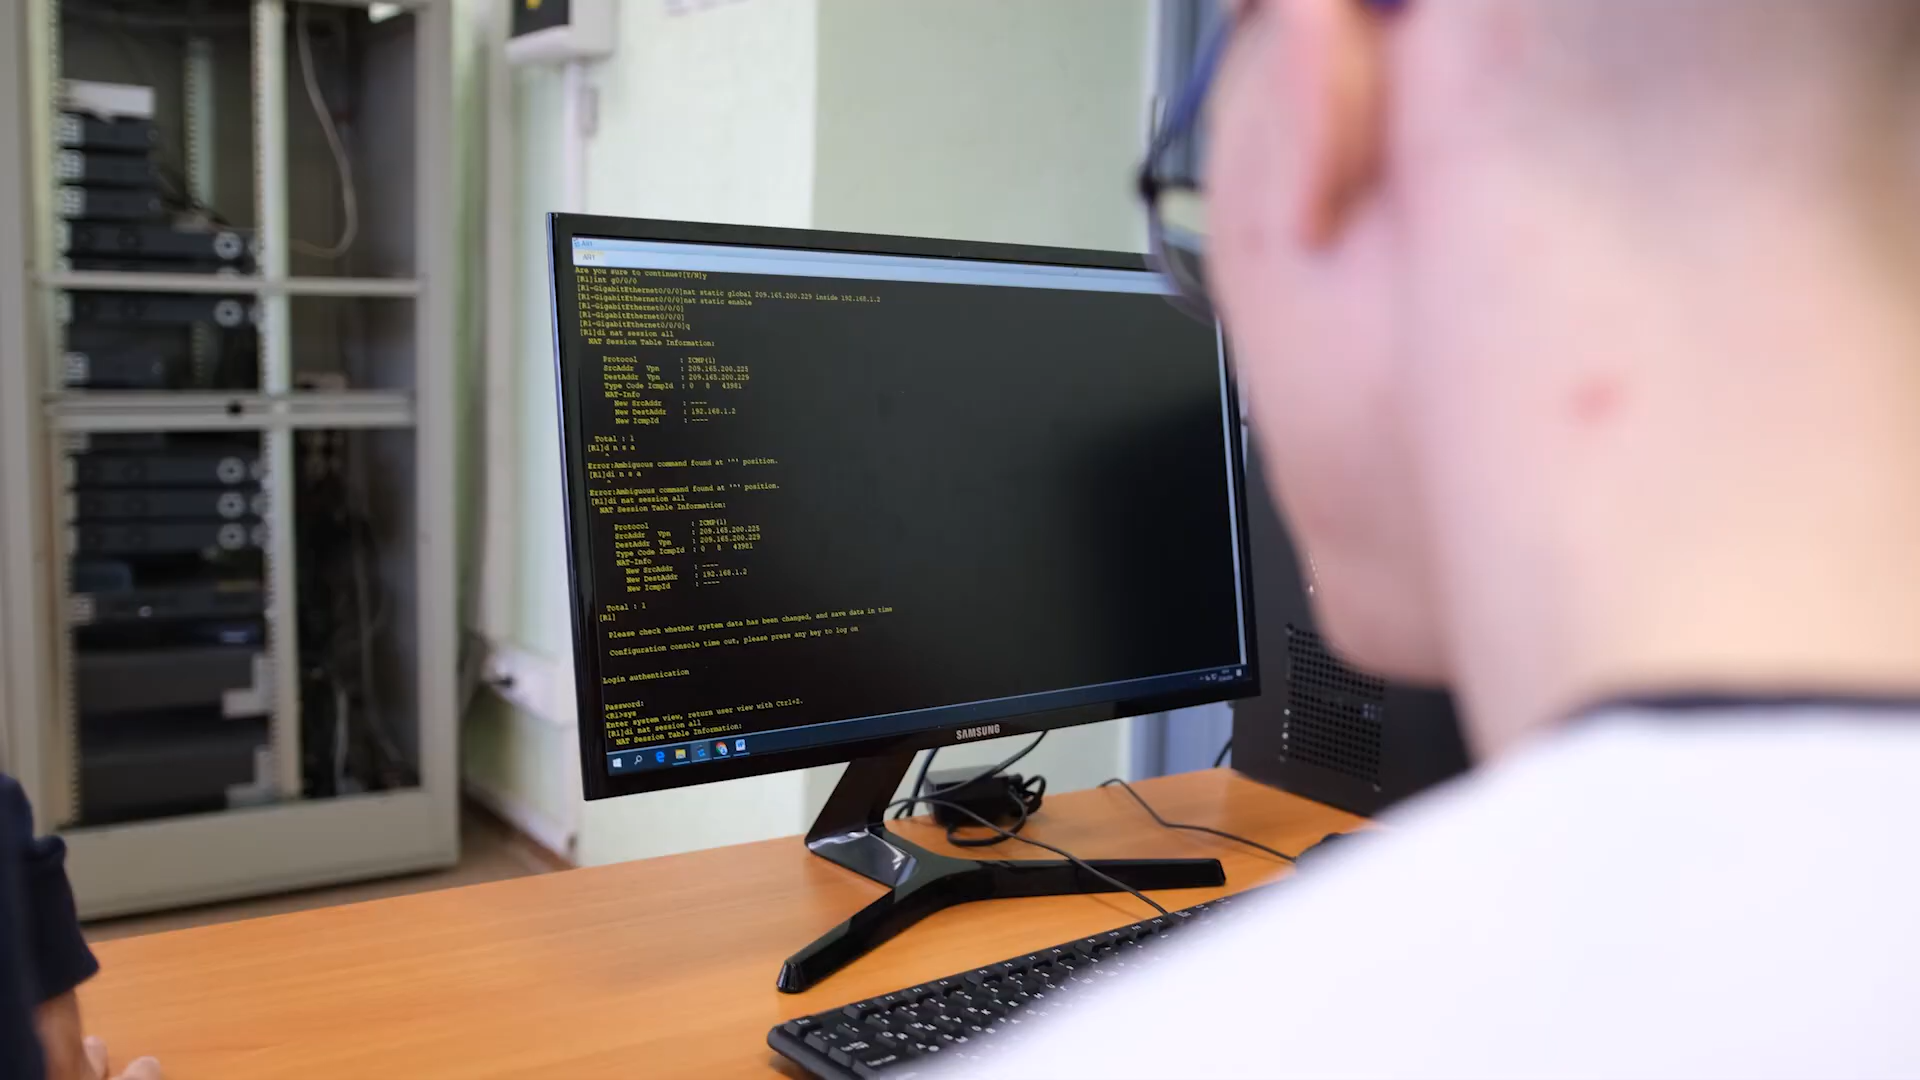 Are you sure to continue?[Y/N]y
[R1]int g0/0/0
[R1-GigabitEthernet0/0/0]nat static global 209.165.200.229 inside 192.168.1.2
[R1-GigabitEthernet0/0/0]nat static enable
[R1-GigabitEthernet0/0/0]
[R1-GigabitEthernet0/0/0]
[R1-GigabitEthernet0/0/0]q
[R1]di nat session all
NAT Session Table Information:
Protocol : ICMP(1)
SrcAddr Vpn : 209.165.200.225
DestAddr Vpn : 209.165.200.229
Type Code IcmpId : 0 8 43981
NAT-Info
New SrcAddr : ----
New DestAddr : 192.168.1.2
New IcmpId : ----
Total : 1
[R1]d n s a
^
Error:Ambiguous command found at '^' position.
[R1]di n s a
^
Error:Ambiguous command found at '^' position.
[R1]di nat session all
NAT Session Table Information:
Protocol : ICMP(1)
SrcAddr Vpn : 209.165.200.225
DestAddr Vpn : 209.165.200.229
Type Code IcmpId : 0 8 43981
NAT-Info
New SrcAddr : ----
New DestAddr : 192.168.1.2
New IcmpId : ----
Total : 1
[R1]
Please check whether system data has been changed, and save data in time
Configuration console time out, please press any key to log on
Login authentication
Password:
<R1>sys
Enter system view, return user view with Ctrl+Z.
[R1]di nat session all
NAT Session Table Information:
SAMSUNG